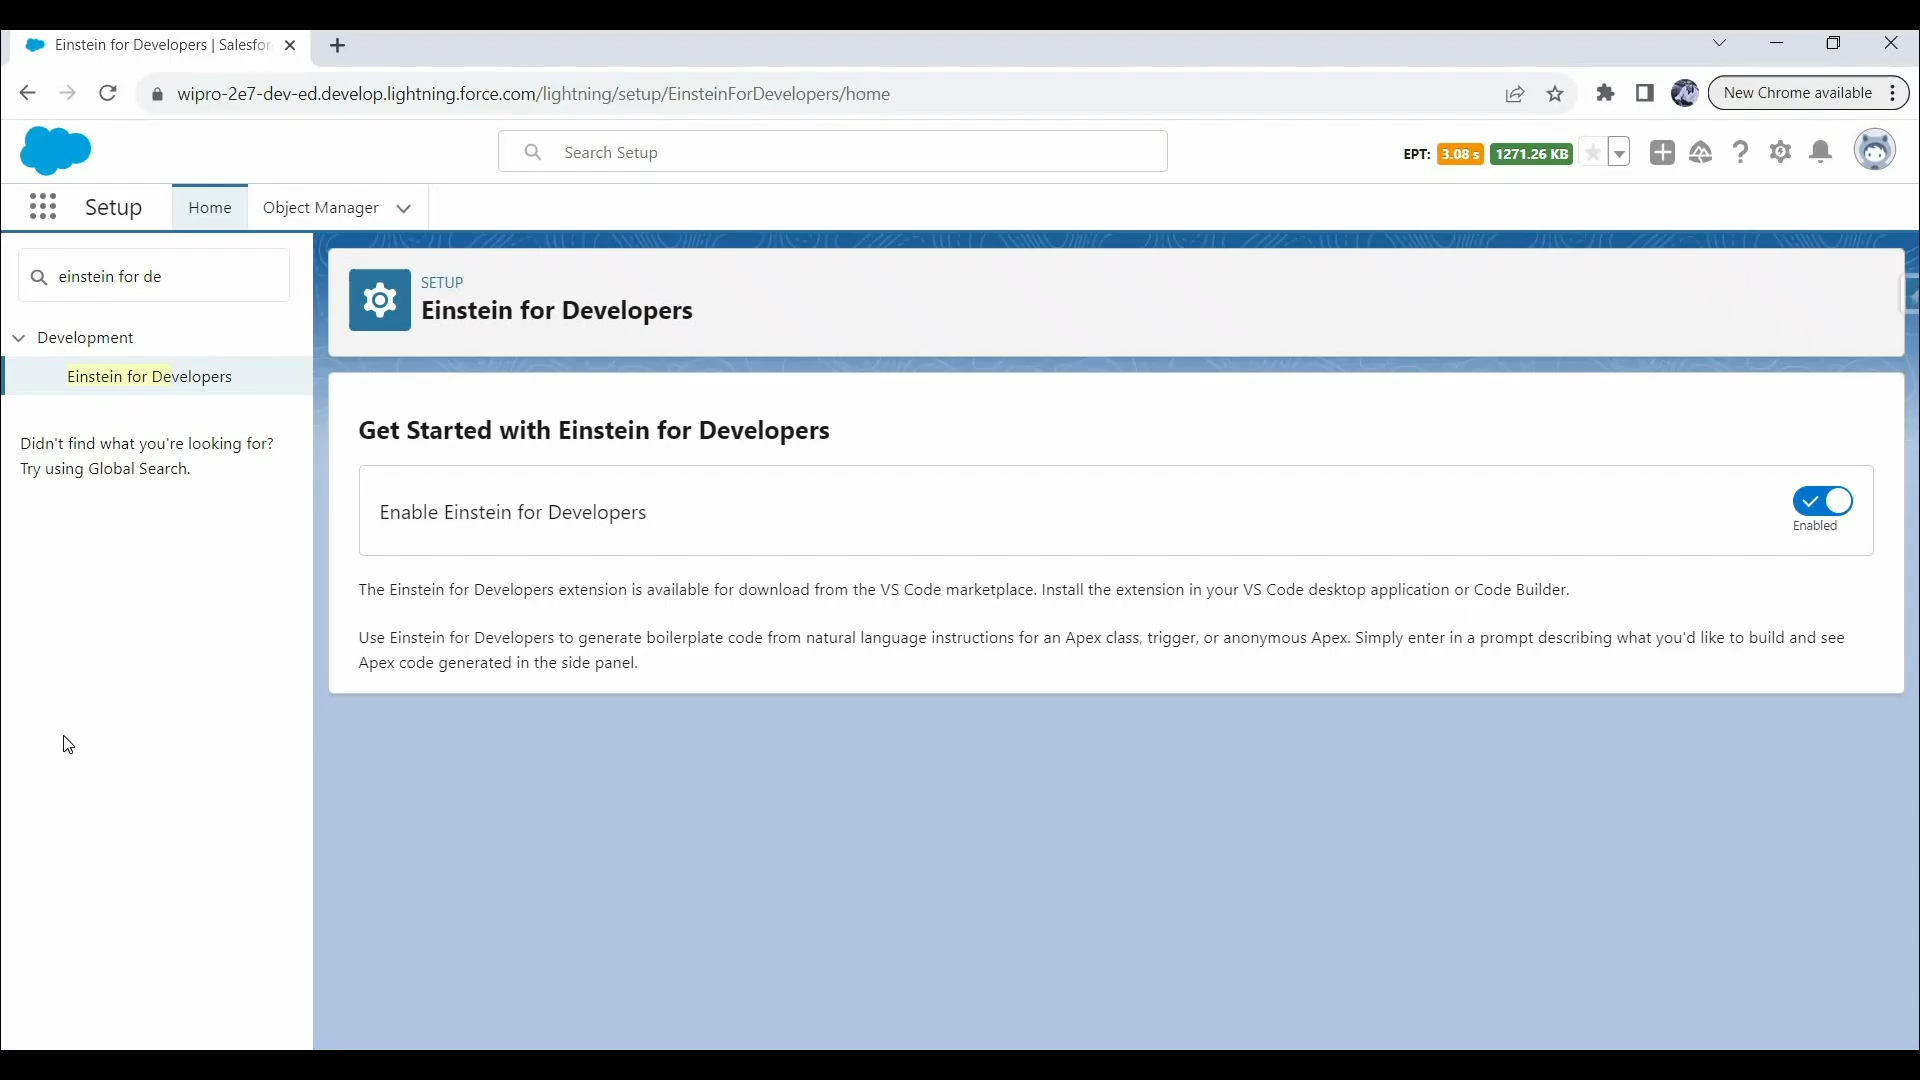 Einstein for Developers | Salesfor
New Chrome available
wipro-2e7-dev-ed.develop.lightning.force.com/lightning/setup/EinsteinForDevelopers/home
Search Setup
EPT: 3.08 s 1271.26 KB
Setup
Home
Object Manager
einstein for de
Development
Einstein for Developers
Didn't find what you're looking for?
Try using Global Search.
SETUP
Einstein for Developers
Get Started with Einstein for Developers
Enable Einstein for Developers
Enabled
The Einstein for Developers extension is available for download from the VS Code marketplace. Install the extension in your VS Code desktop application or Code Builder.
Use Einstein for Developers to generate boilerplate code from natural language instructions for an Apex class, trigger, or anonymous Apex. Simply enter in a prompt describing what you'd like to build and see
Apex code generated in the side panel.